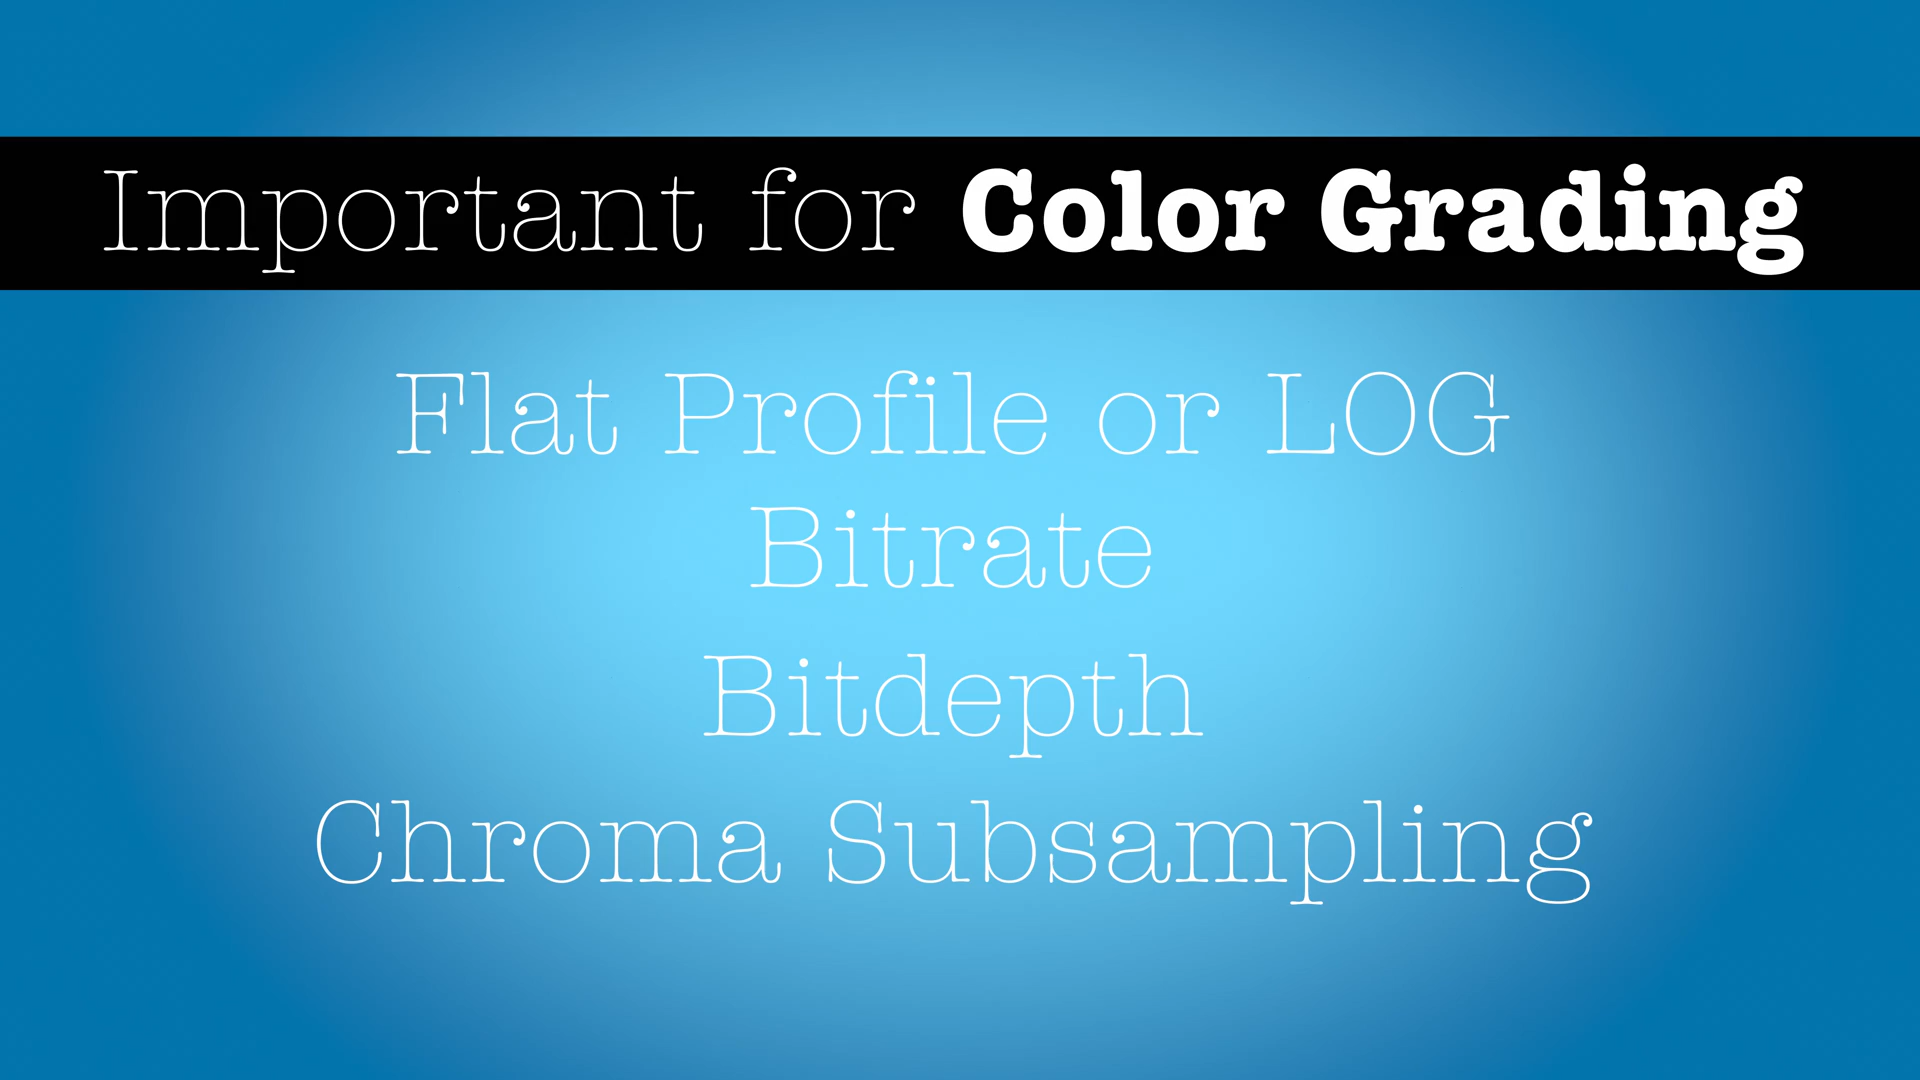 Important for Color Grading
Flat Profile or LOG
Bitrate
Bitdepth
Chroma Subsampling